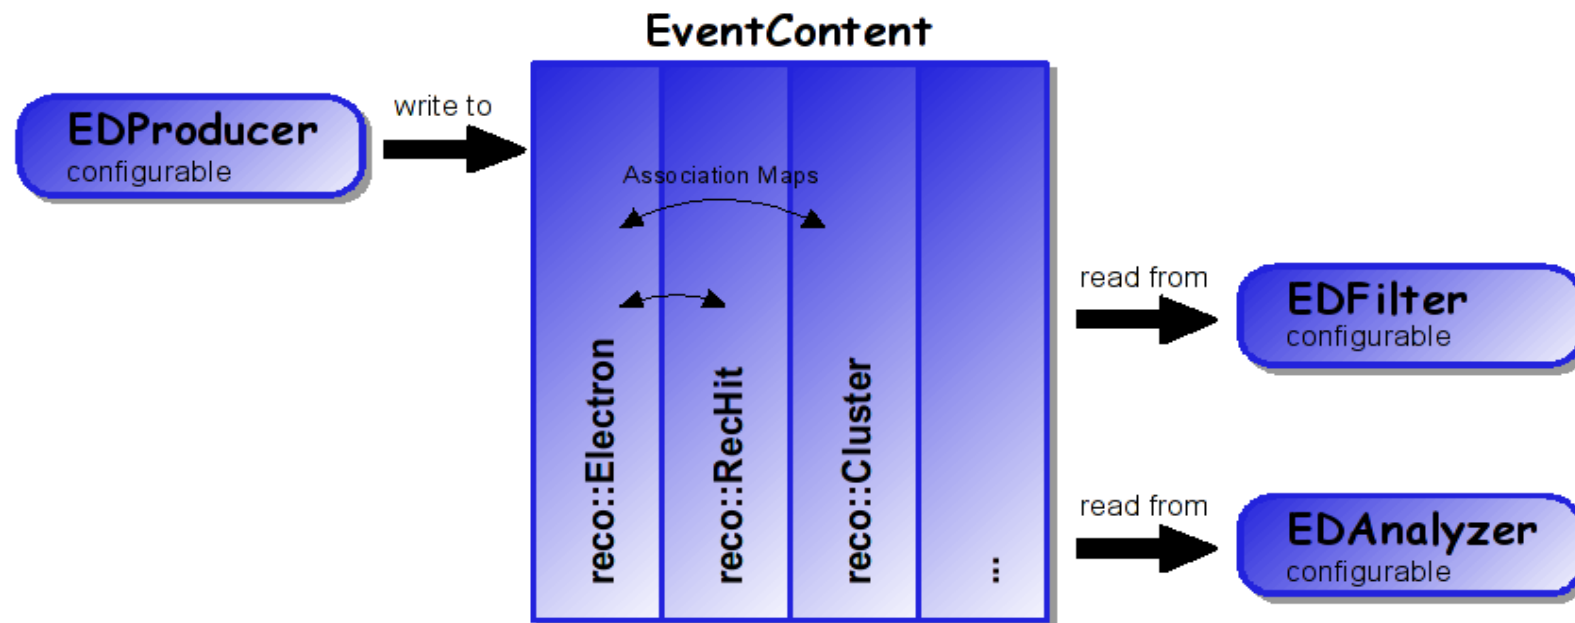 EventContent
EDProducer
configurable
write to
Association Maps
reco::Electron
reco::RecHit
reco::Cluster
...
read from
EDFilter
configurable
read from
EDAnalyzer
configurable